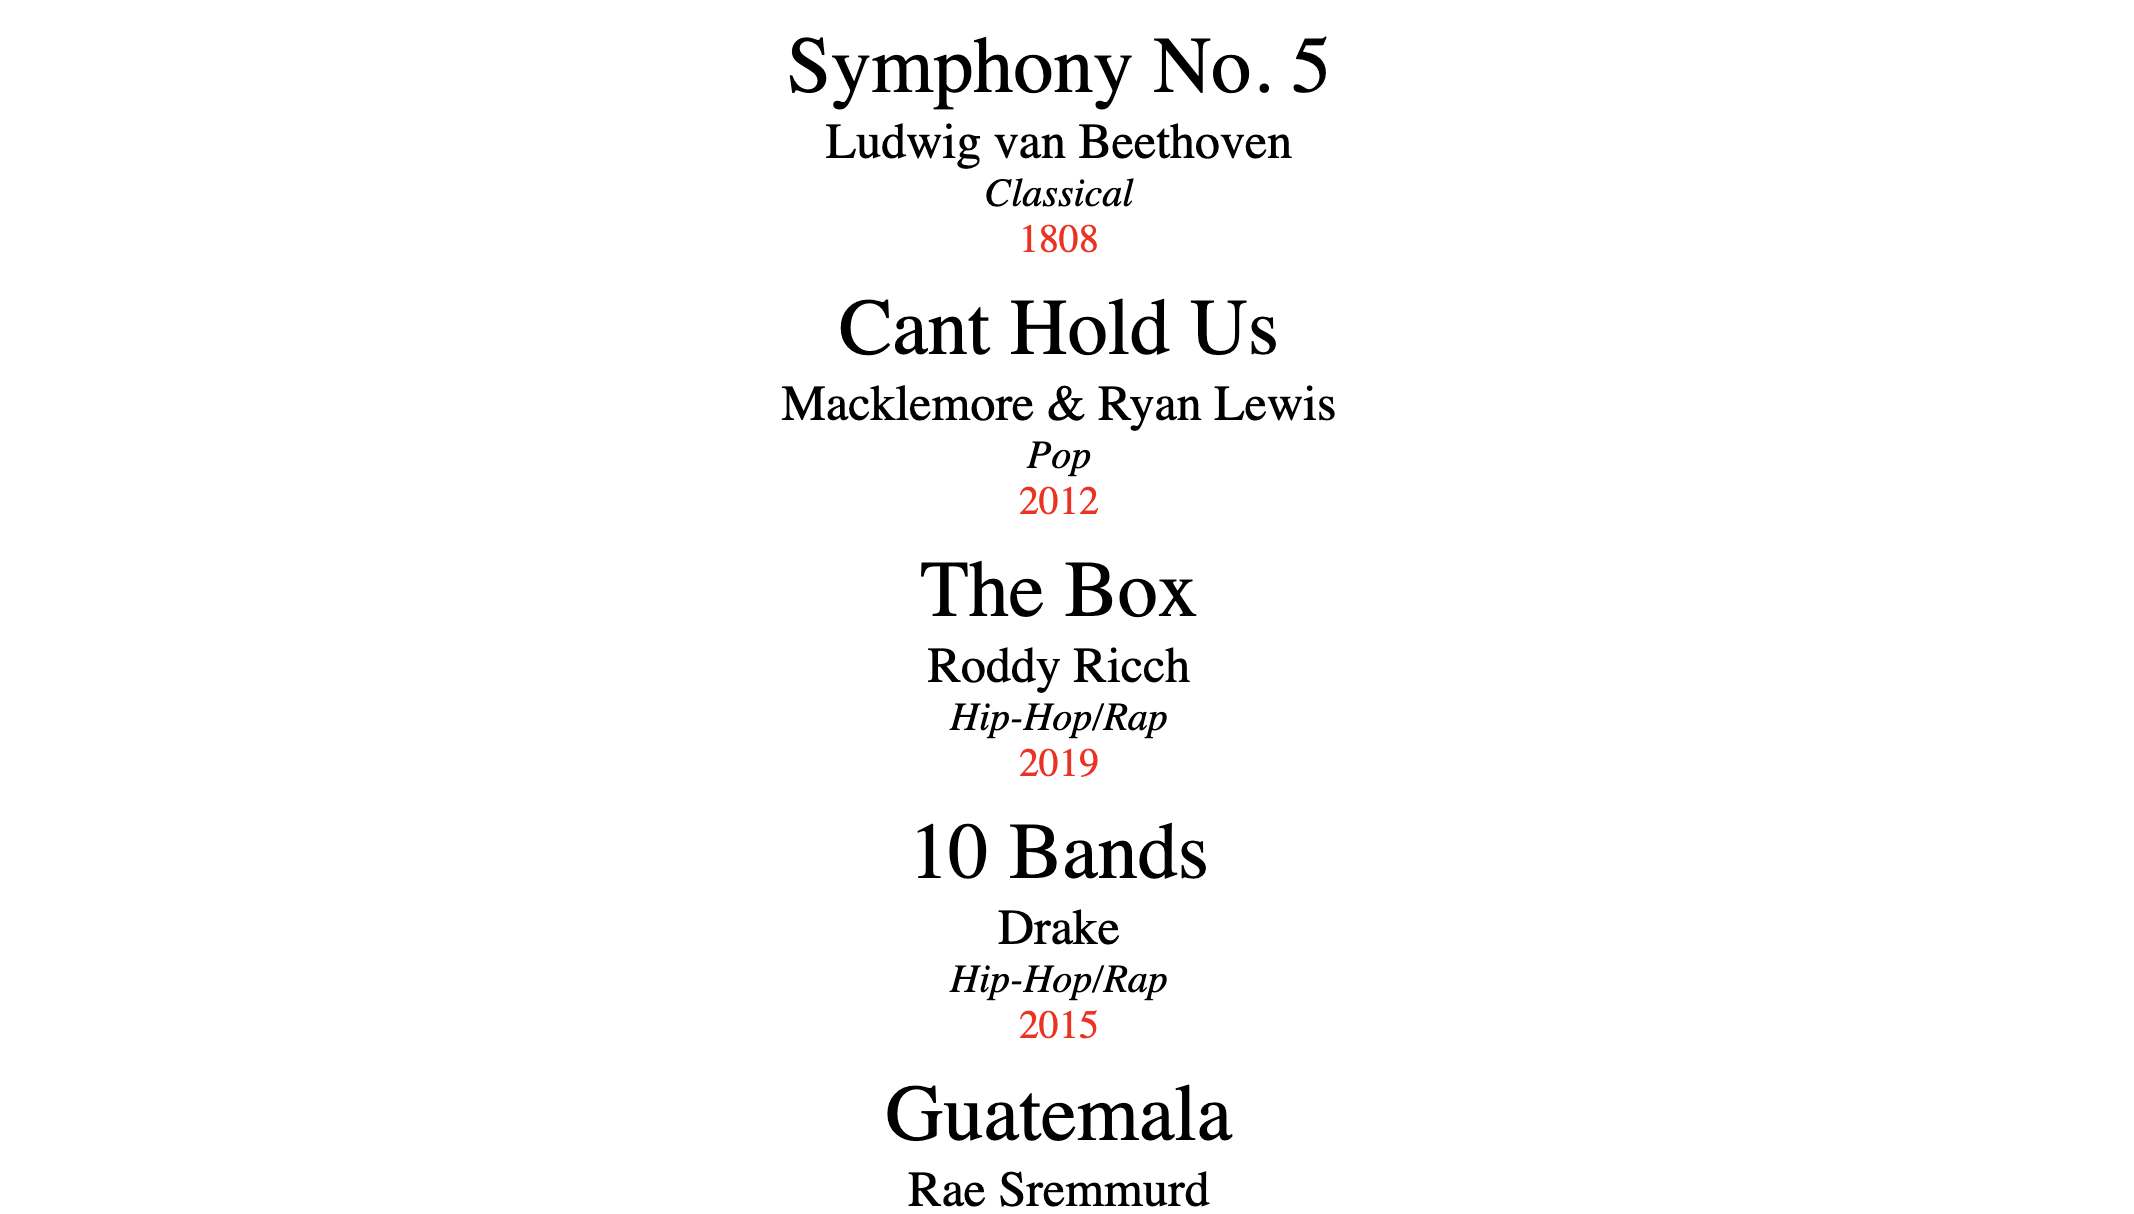 Symphony No. 5
Ludwig van Beethoven
Classical
1808
Cant Hold Us
Macklemore & Ryan Lewis
Pop
2012
The Box
Roddy Ricch
Hip-Hop/Rap
2019
10 Bands
Drake
Hip-Hop/Rap
2015
Guatemala
Rae Sremmurd